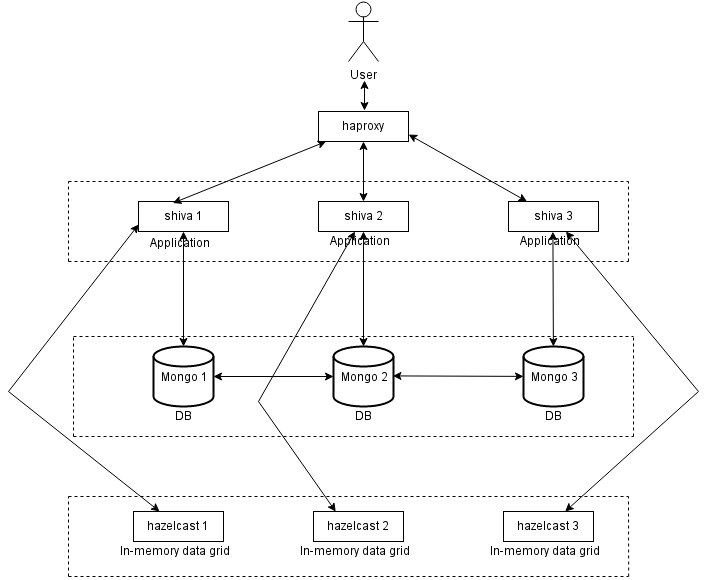 User
haproxy
shiva 1
shiva 2
shiva 3
Application
Application
Application
Mongo 1
Mongo 2
Mongo 3
DB
DB
DB
hazelcast 1
hazelcast 2
hazelcast 3
In-memory data grid
In-memory data grid
In-memory data grid